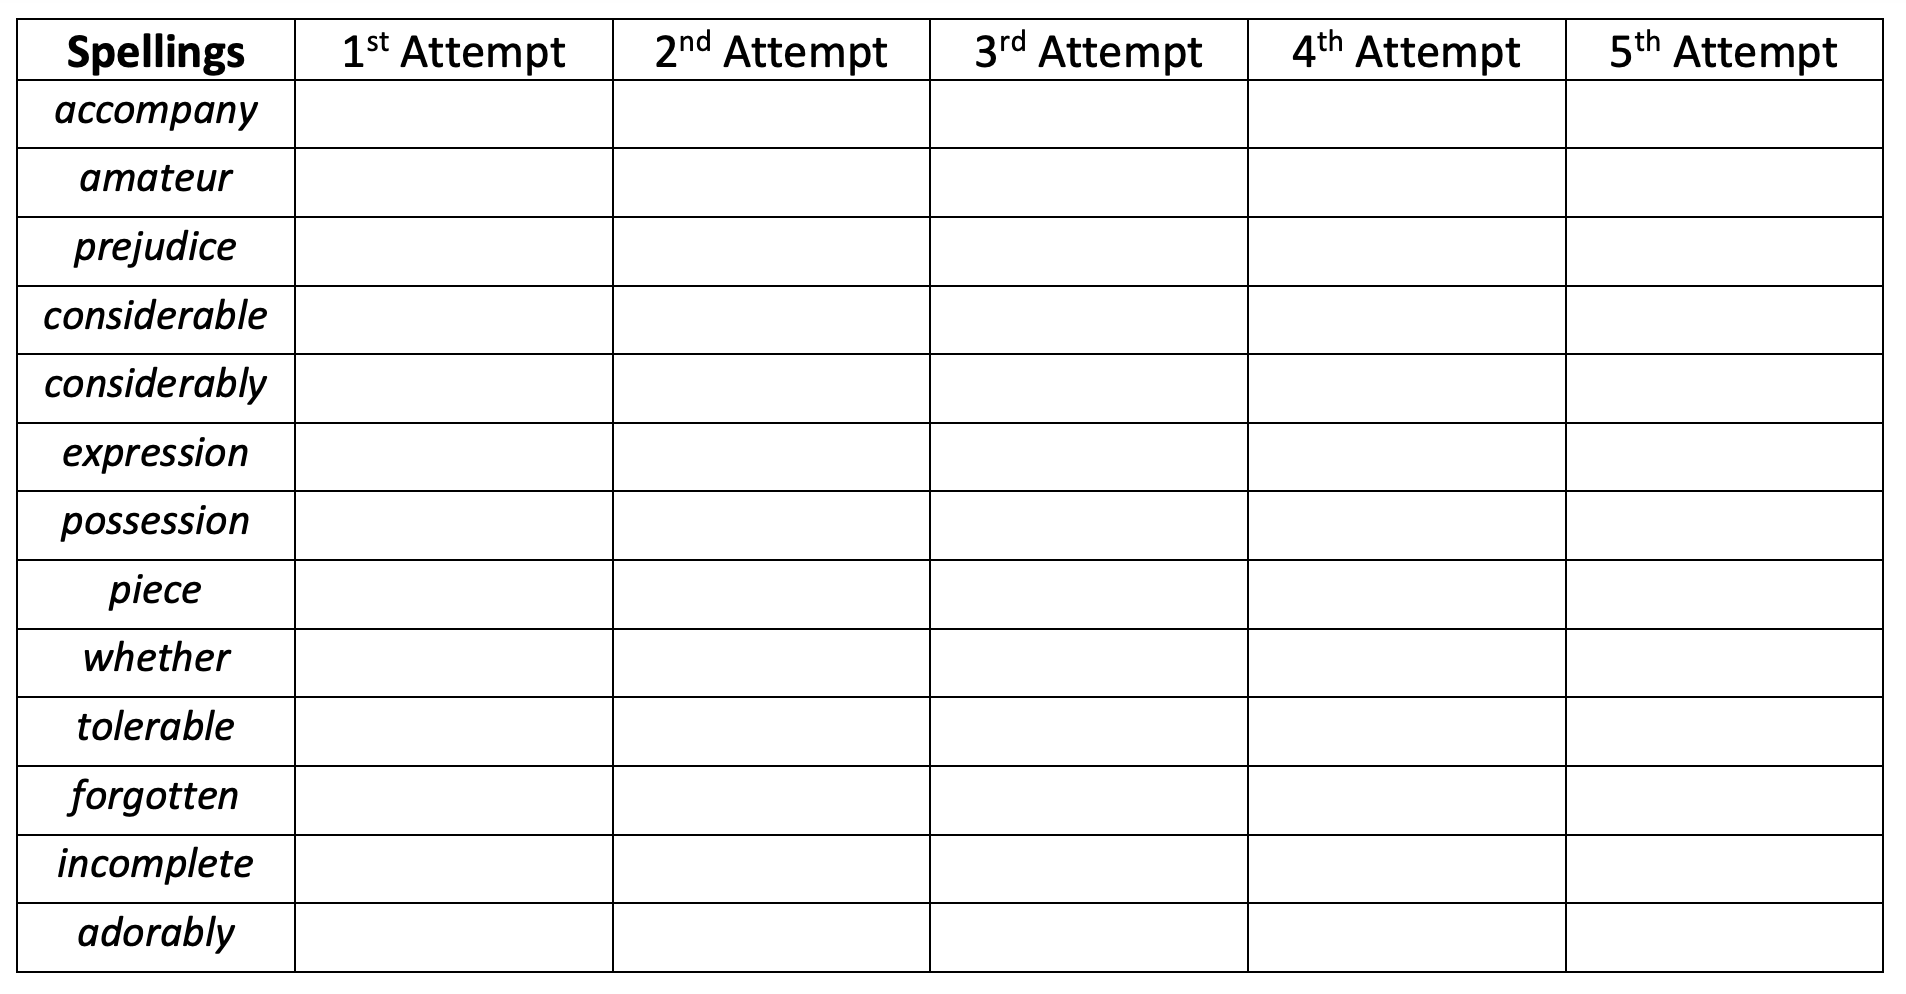 Spellings 1st Attempt 2nd Attempt 3rd Attempt 4th Attempt 5th Attempt
accompany
amateur
prejudice
considerable
considerably
expression
possession
piece
whether
tolerable
forgotten
incomplete
adorably